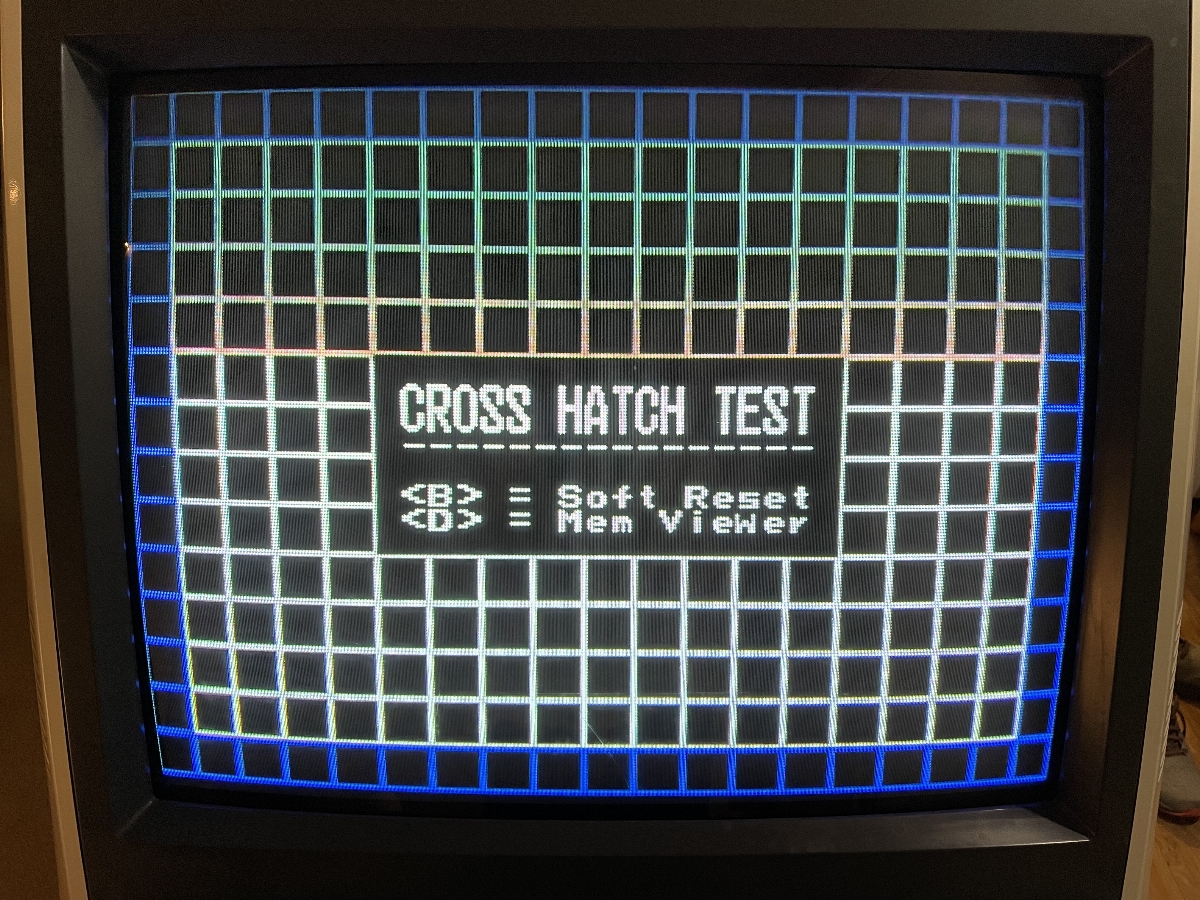 CROSS HATCH TEST
----------------
<B> = Soft Reset
<D> = Mem Viewer